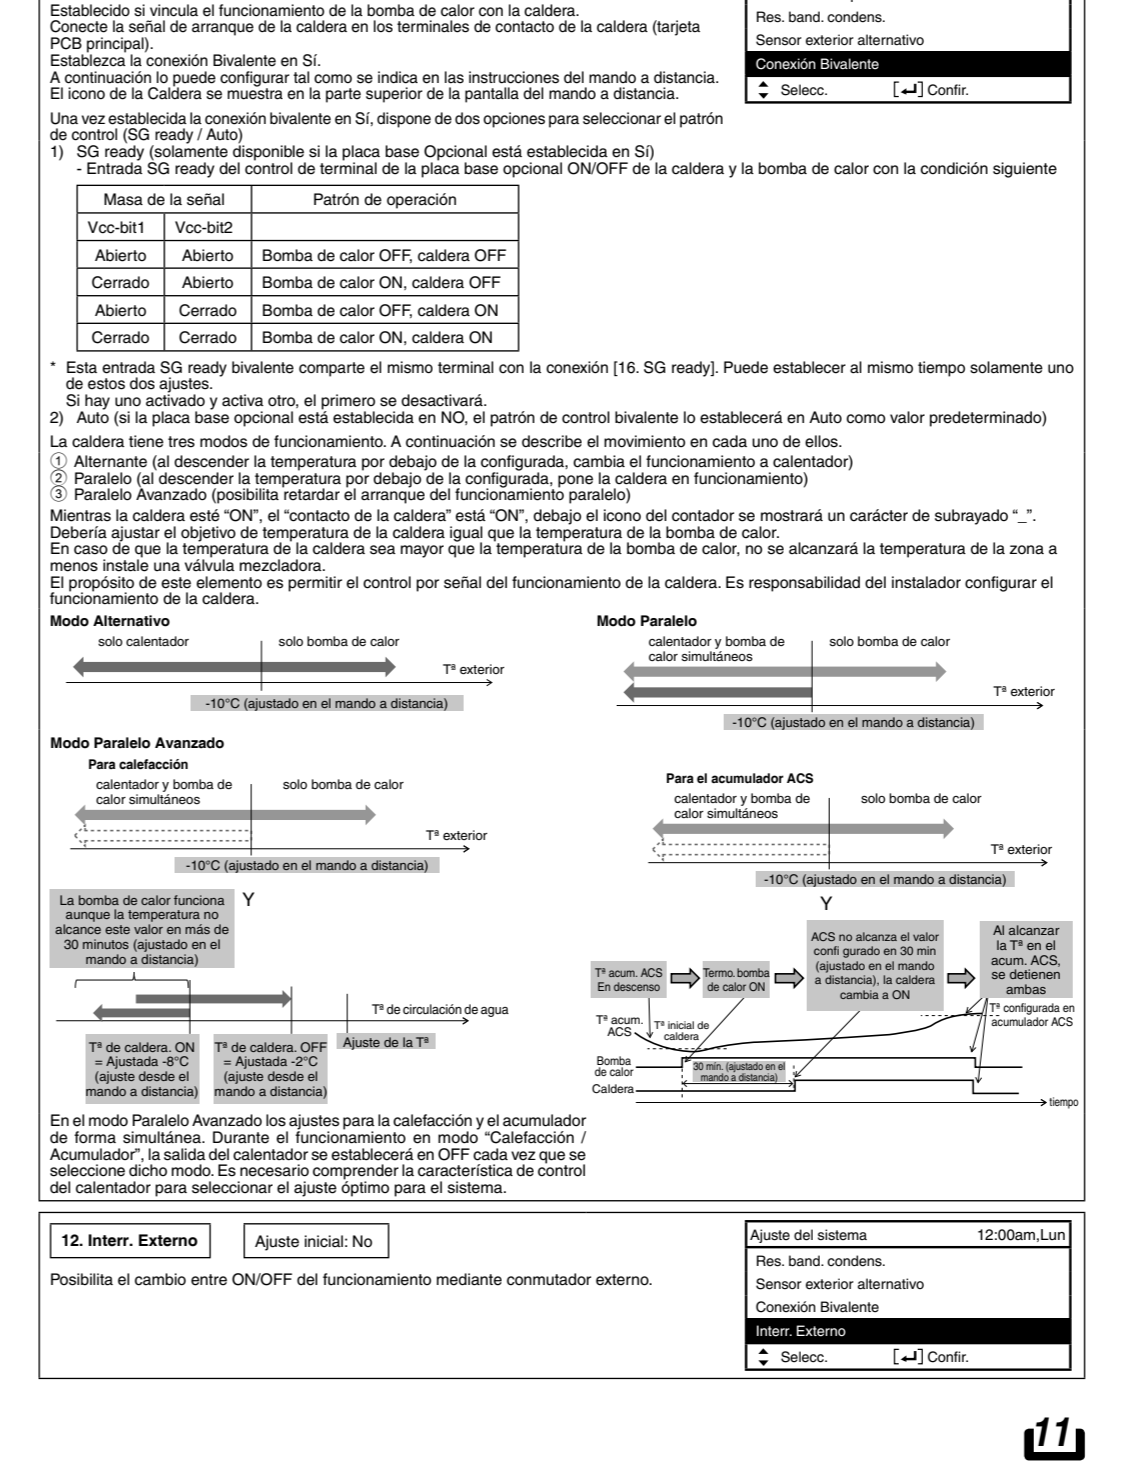 Establecido si vincula el funcionamiento de la bomba de calor con la caldera.
Conecte la señal de arranque de la caldera en los terminales de contacto de la caldera (tarjeta
PCB principal).
Establezca la conexión Bivalente en Sí.
A continuación lo puede configurar tal como se indica en las instrucciones del mando a distancia.
El icono de la Caldera se muestra en la parte superior de la pantalla del mando a distancia.
Res. band. condens.
Sensor exterior alternativo
Conexión Bivalente
Selecc. [↵] Confir.
Una vez establecida la conexión bivalente en Sí, dispone de dos opciones para seleccionar el patrón
de control (SG ready / Auto)
1) SG ready (solamente disponible si la placa base Opcional está establecida en Sí)
- Entrada SG ready del control de terminal de la placa base opcional ON/OFF de la caldera y la bomba de calor con la condición siguiente
Masa de la señal Patrón de operación
Vcc-bit1 Vcc-bit2
Abierto Abierto Bomba de calor OFF, caldera OFF
Cerrado Abierto Bomba de calor ON, caldera OFF
Abierto Cerrado Bomba de calor OFF, caldera ON
Cerrado Cerrado Bomba de calor ON, caldera ON
* Esta entrada SG ready bivalente comparte el mismo terminal con la conexión [16. SG ready]. Puede establecer al mismo tiempo solamente uno
de estos dos ajustes.
Si hay uno activado y activa otro, el primero se desactivará.
2) Auto (si la placa base opcional está establecida en NO, el patrón de control bivalente lo establecerá en Auto como valor predeterminado)
La caldera tiene tres modos de funcionamiento. A continuación se describe el movimiento en cada uno de ellos.
① Alternante (al descender la temperatura por debajo de la configurada, cambia el funcionamiento a calentador)
② Paralelo (al descender la temperatura por debajo de la configurada, pone la caldera en funcionamiento)
③ Paralelo Avanzado (posibilita retardar el arranque del funcionamiento paralelo)
Mientras la caldera esté “ON”, el “contacto de la caldera” está “ON”, debajo el icono del contador se mostrará un carácter de subrayado “_”.
Debería ajustar el objetivo de temperatura de la caldera igual que la temperatura de la bomba de calor.
En caso de que la temperatura de la caldera sea mayor que la temperatura de la bomba de calor, no se alcanzará la temperatura de la zona a
menos instale una válvula mezcladora.
El propósito de este elemento es permitir el control por señal del funcionamiento de la caldera. Es responsabilidad del instalador configurar el
funcionamiento de la caldera.
Modo Alternativo
solo calentador solo bomba de calor
Tª exterior
-10°C (ajustado en el mando a distancia)
Modo Paralelo
calentador y bomba de
calor simultáneos
solo bomba de calor
Tª exterior
-10°C (ajustado en el mando a distancia)
Modo Paralelo Avanzado
Para calefacción
calentador y bomba de
calor simultáneos
solo bomba de calor
Tª exterior
-10°C (ajustado en el mando a distancia)
Y
La bomba de calor funciona
aunque la temperatura no
alcance este valor en más de
30 minutos (ajustado en el
mando a distancia)
Tª de circulación de agua
Tª de caldera. ON
= Ajustada -8°C
(ajuste desde el
mando a distancia)
Tª de caldera. OFF
= Ajustada -2°C
(ajuste desde el
mando a distancia)
Ajuste de la Tª
Para el acumulador ACS
calentador y bomba de
calor simultáneos
solo bomba de calor
Tª exterior
-10°C (ajustado en el mando a distancia)
Y
Tª acum. ACS
En descenso
Termo. bomba
de calor ON
ACS no alcanza el valor
confi gurado en 30 min
(ajustado en el mando
a distancia), la caldera
cambia a ON
Al alcanzar
la Tª en el
acum. ACS,
se detienen
ambas
Tª acum.
ACS
Tª inicial de
caldera
Tª configurada en
acumulador ACS
Bomba
de calor
30 min. (ajustado en el
mando a distancia)
Caldera
tiempo
En el modo Paralelo Avanzado los ajustes para la calefacción y el acumulador
de forma simultánea. Durante el funcionamiento en modo “Calefacción /
Acumulador”, la salida del calentador se establecerá en OFF cada vez que se
seleccione dicho modo. Es necesario comprender la característica de control
del calentador para seleccionar el ajuste óptimo para el sistema.
12. Interr. Externo
Ajuste inicial: No
Posibilita el cambio entre ON/OFF del funcionamiento mediante conmutador externo.
Ajuste del sistema 12:00am,Lun
Res. band. condens.
Sensor exterior alternativo
Conexión Bivalente
Interr. Externo
Selecc. [↵] Confir.
11